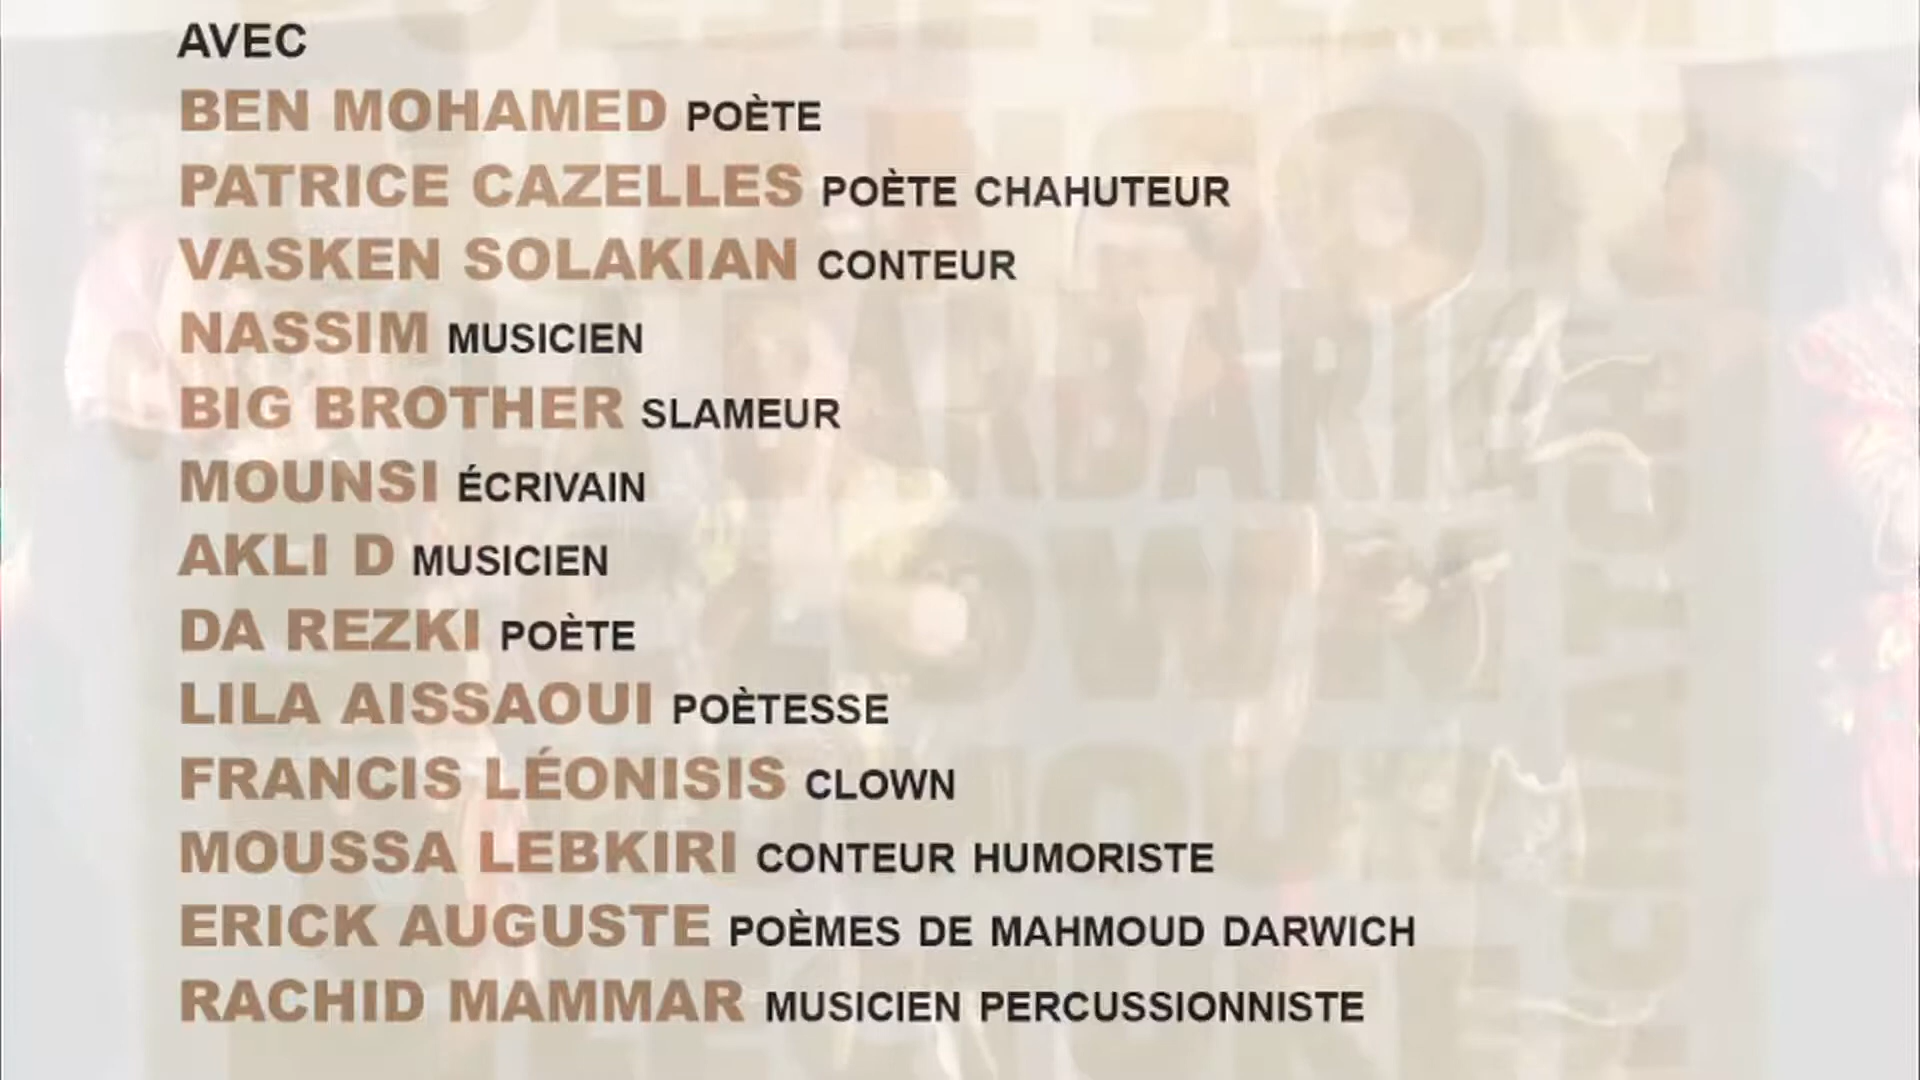 AVEC
BEN MOHAMED POÈTE
PATRICE CAZELLES POÈTE CHAHUTEUR
VASKEN SOLAKIAN CONTEUR
NASSIM MUSICIEN
BIG BROTHER SLAMEUR
MOUNSI ÉCRIVAIN
AKLI D MUSICIEN
DA REZKI POÈTE
LILA AISSAOUI POÈTESSE
FRANCIS LÉONISIS CLOWN
MOUSSA LEBKIRI CONTEUR HUMORISTE
ERICK AUGUSTE POÈMES DE MAHMOUD DARWICH
RACHID MAMMAR MUSICIEN PERCUSSIONNISTE